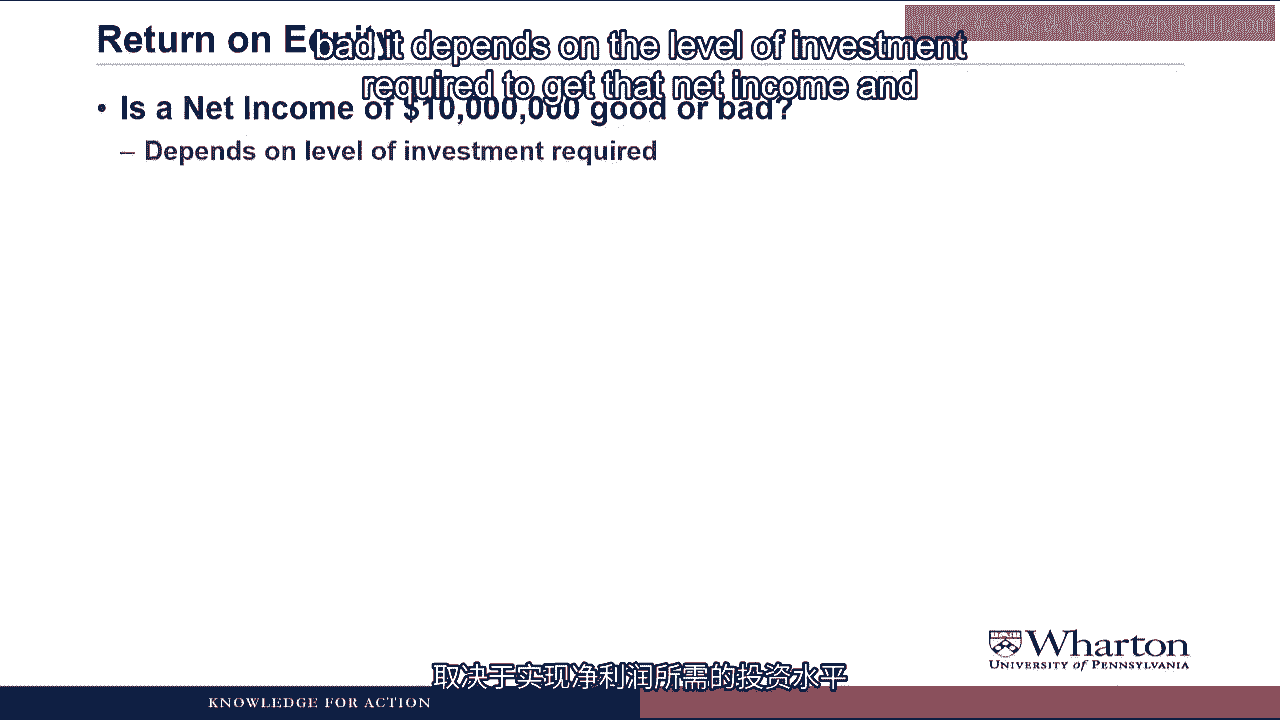 Return on Equity
bad it depends on the level of investment
required to get that net income and
• Is a Net Income of $10,000,000 good or bad?
– Depends on level of investment required
Wharton
UNIVERSITY of PENNSYLVANIA
取决于实现净利润所需的投资水平
KNOWLEDGE FOR ACTION